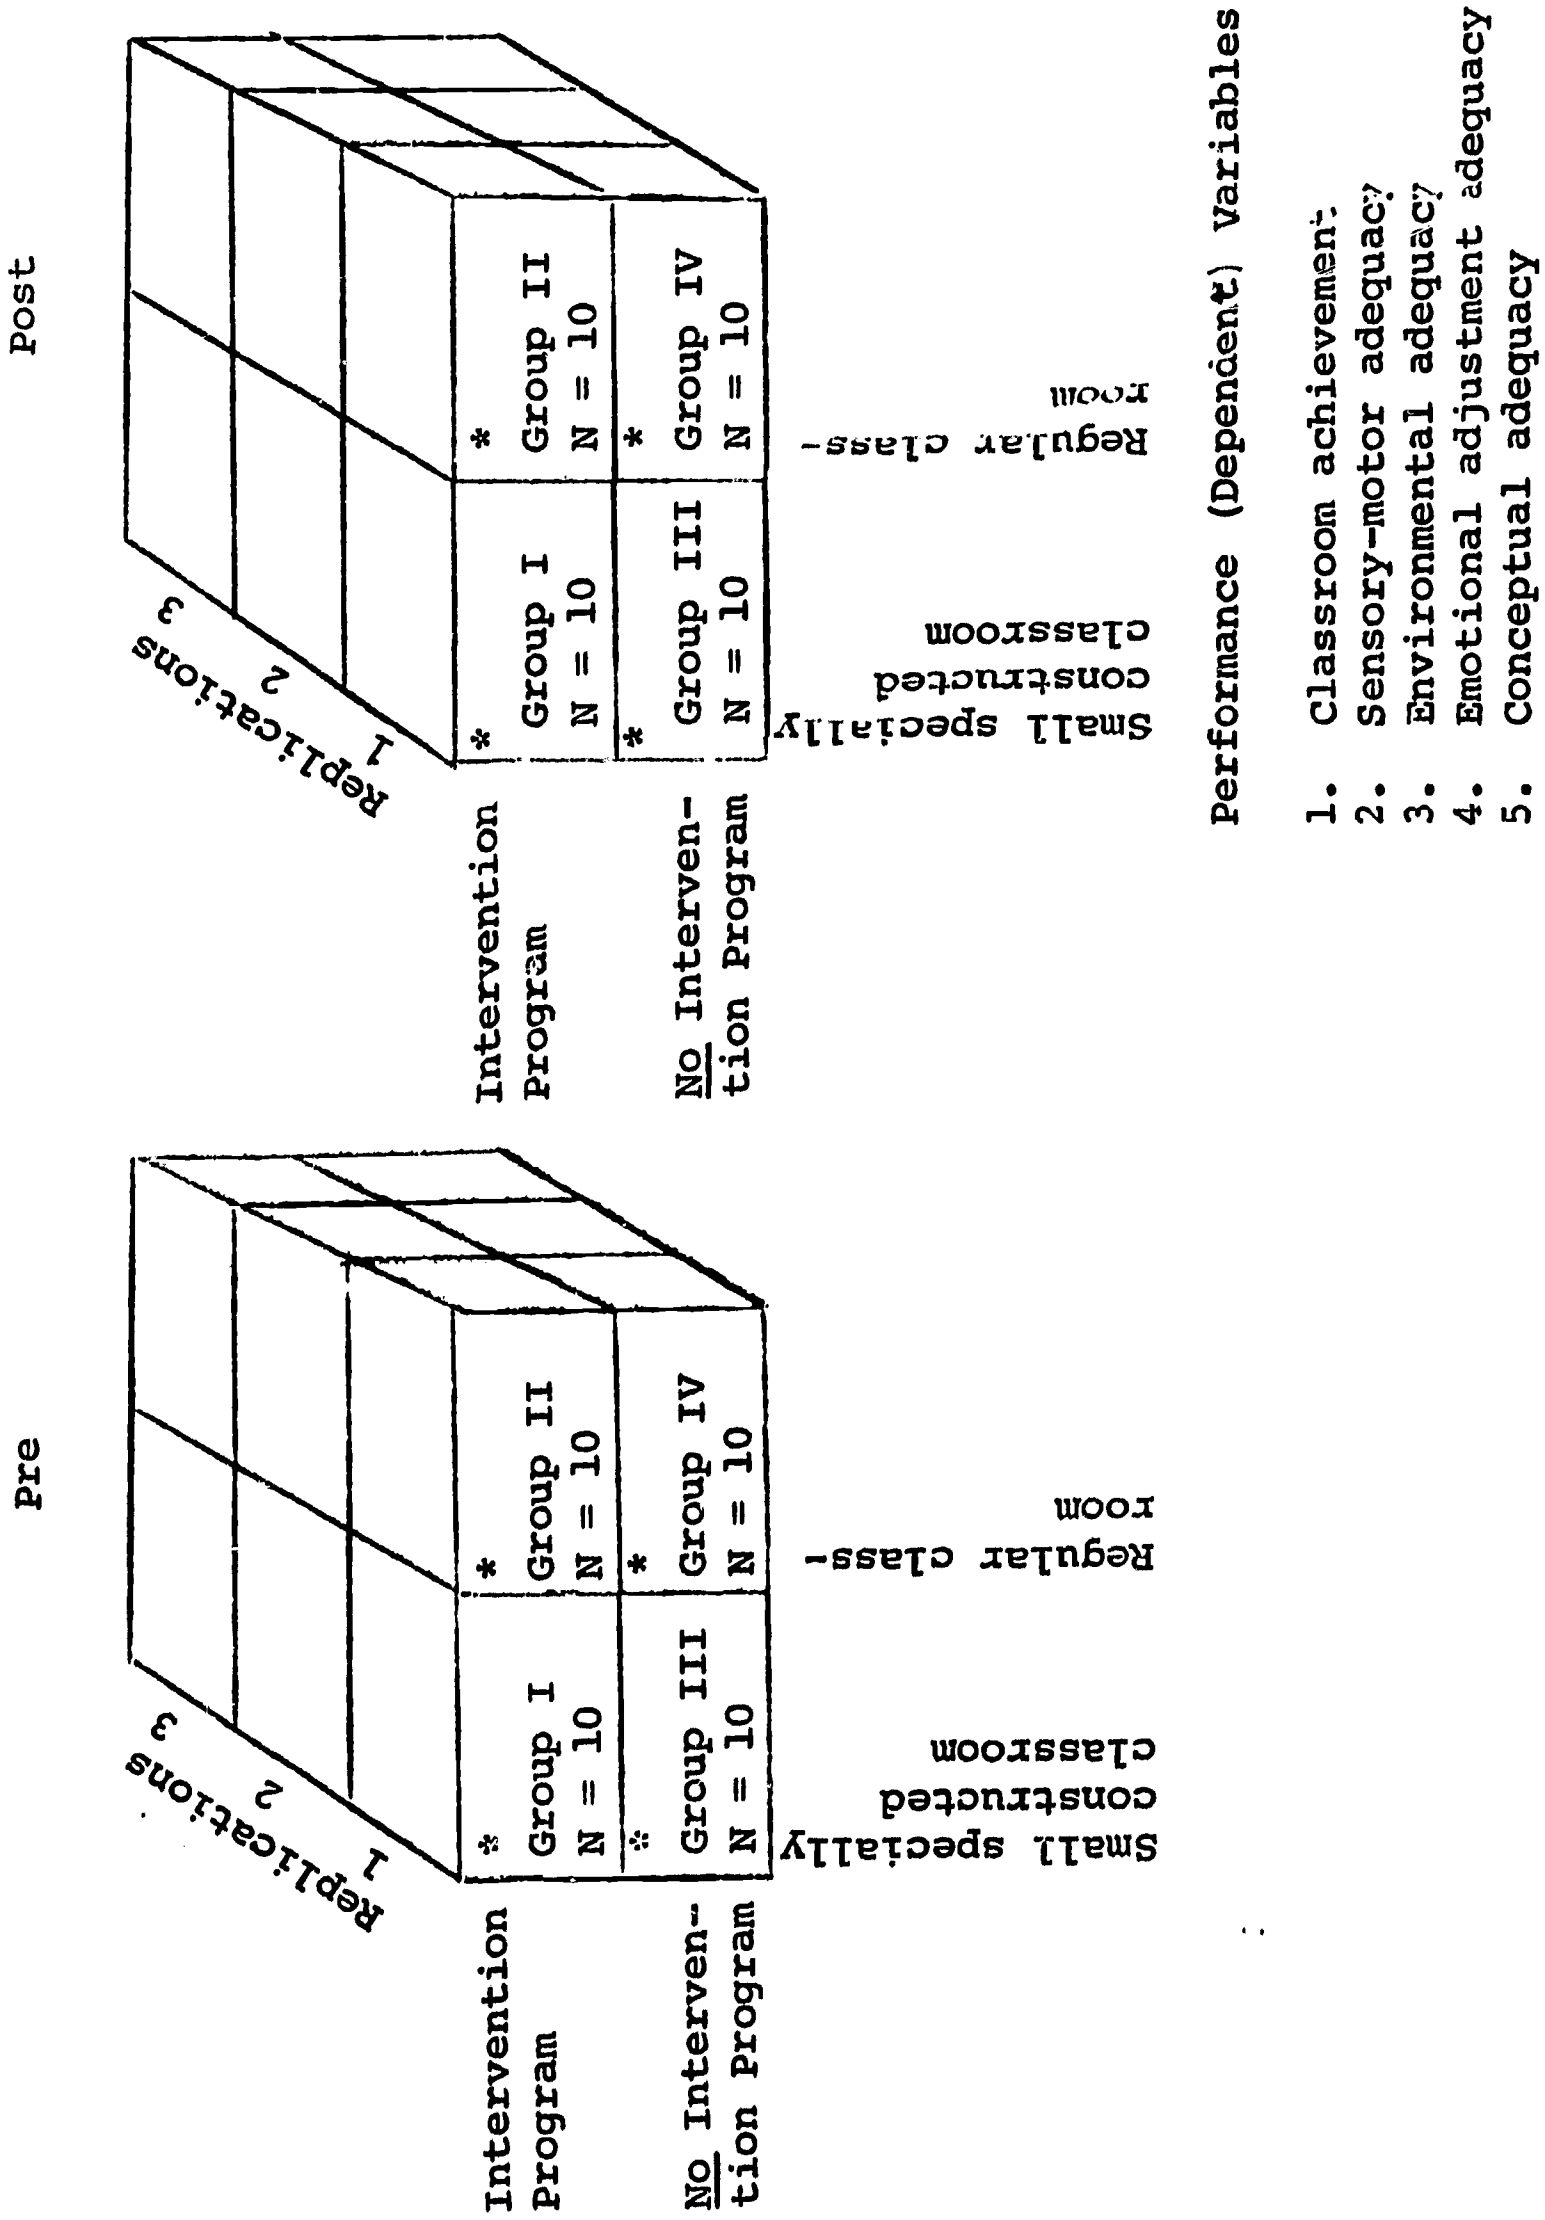 Pre
Replications
1
2
3
Intervention
Program
No Interven-
tion Program
*
Group I
N = 10
*
Group II
N = 10
*
Group III
N = 10
*
Group IV
N = 10
Small specially
constructed
classroom
Regular class-
room
Post
Replications
1
2
3
Intervention
Program
No Interven-
tion Program
*
Group I
N = 10
*
Group II
N = 10
*
Group III
N = 10
*
Group IV
N = 10
Small specially
constructed
classroom
Regular class-
room
Performance (Dependent) Variables
1. Classroom achievement
2. Sensory-motor adequacy
3. Environmental adequacy
4. Emotional adjustment adequacy
5. Conceptual adequacy